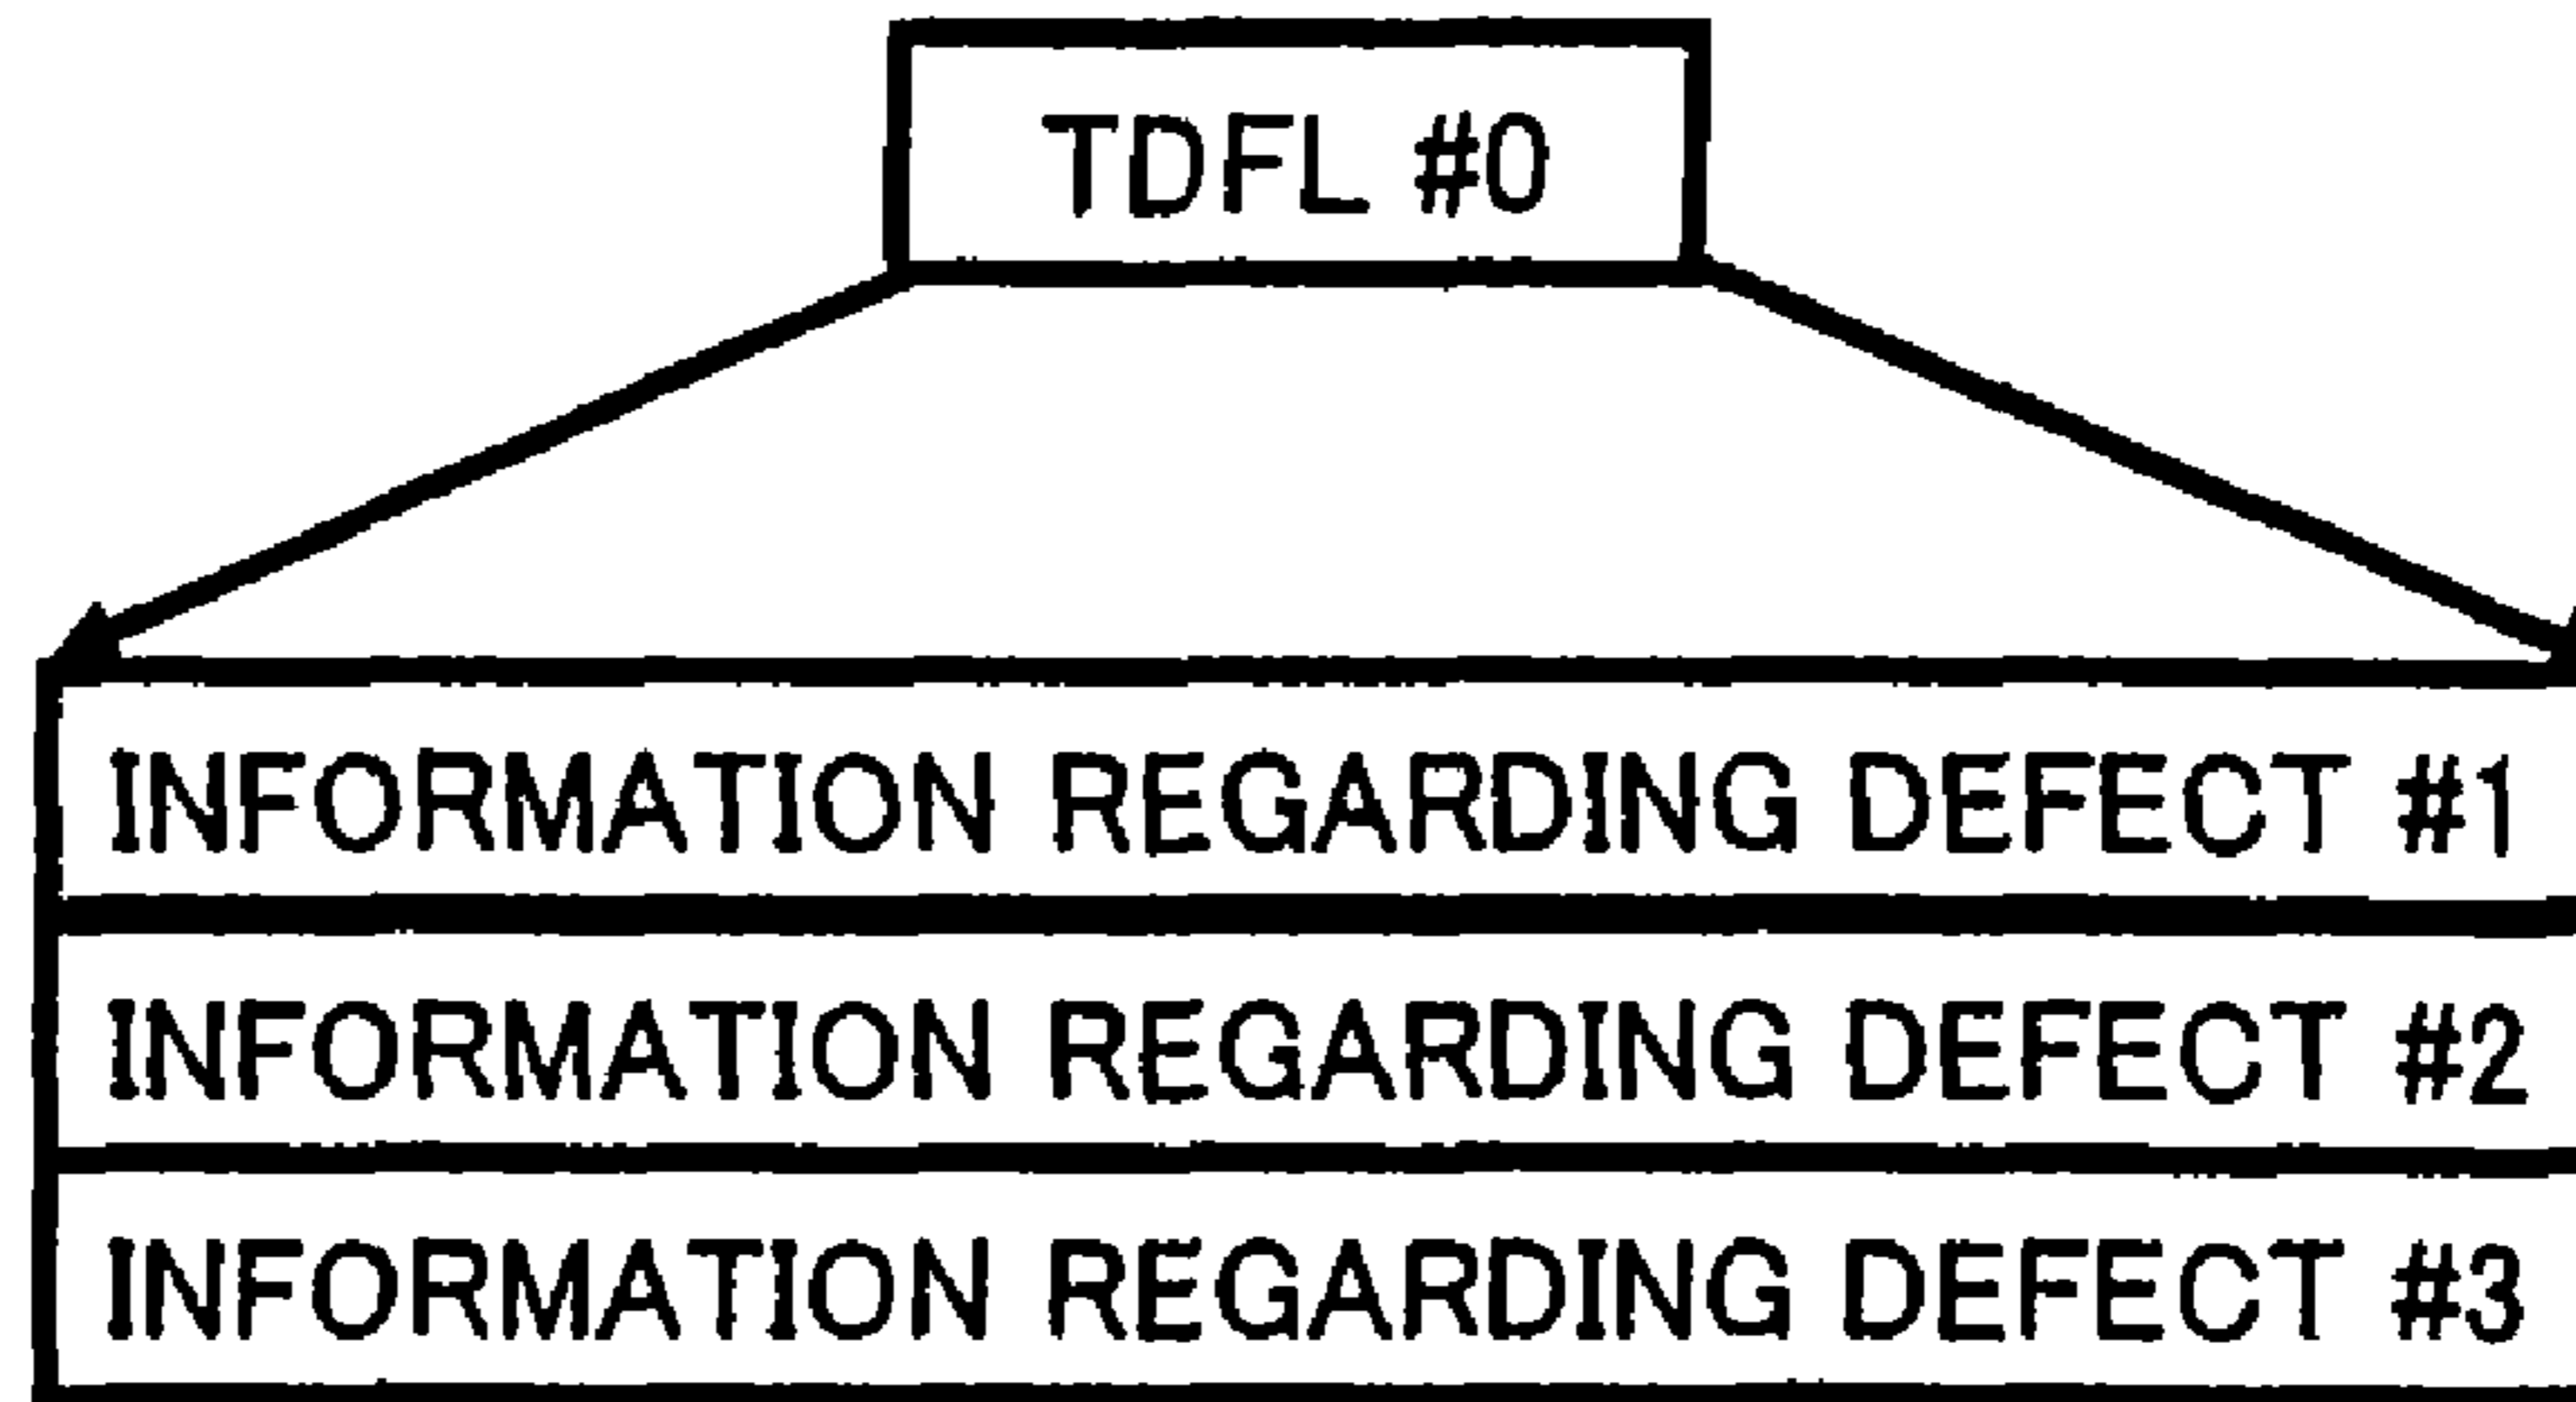 TDFL #0
INFORMATION REGARDING DEFECT #1
INFORMATION REGARDING DEFECT #2
INFORMATION REGARDING DEFECT #3